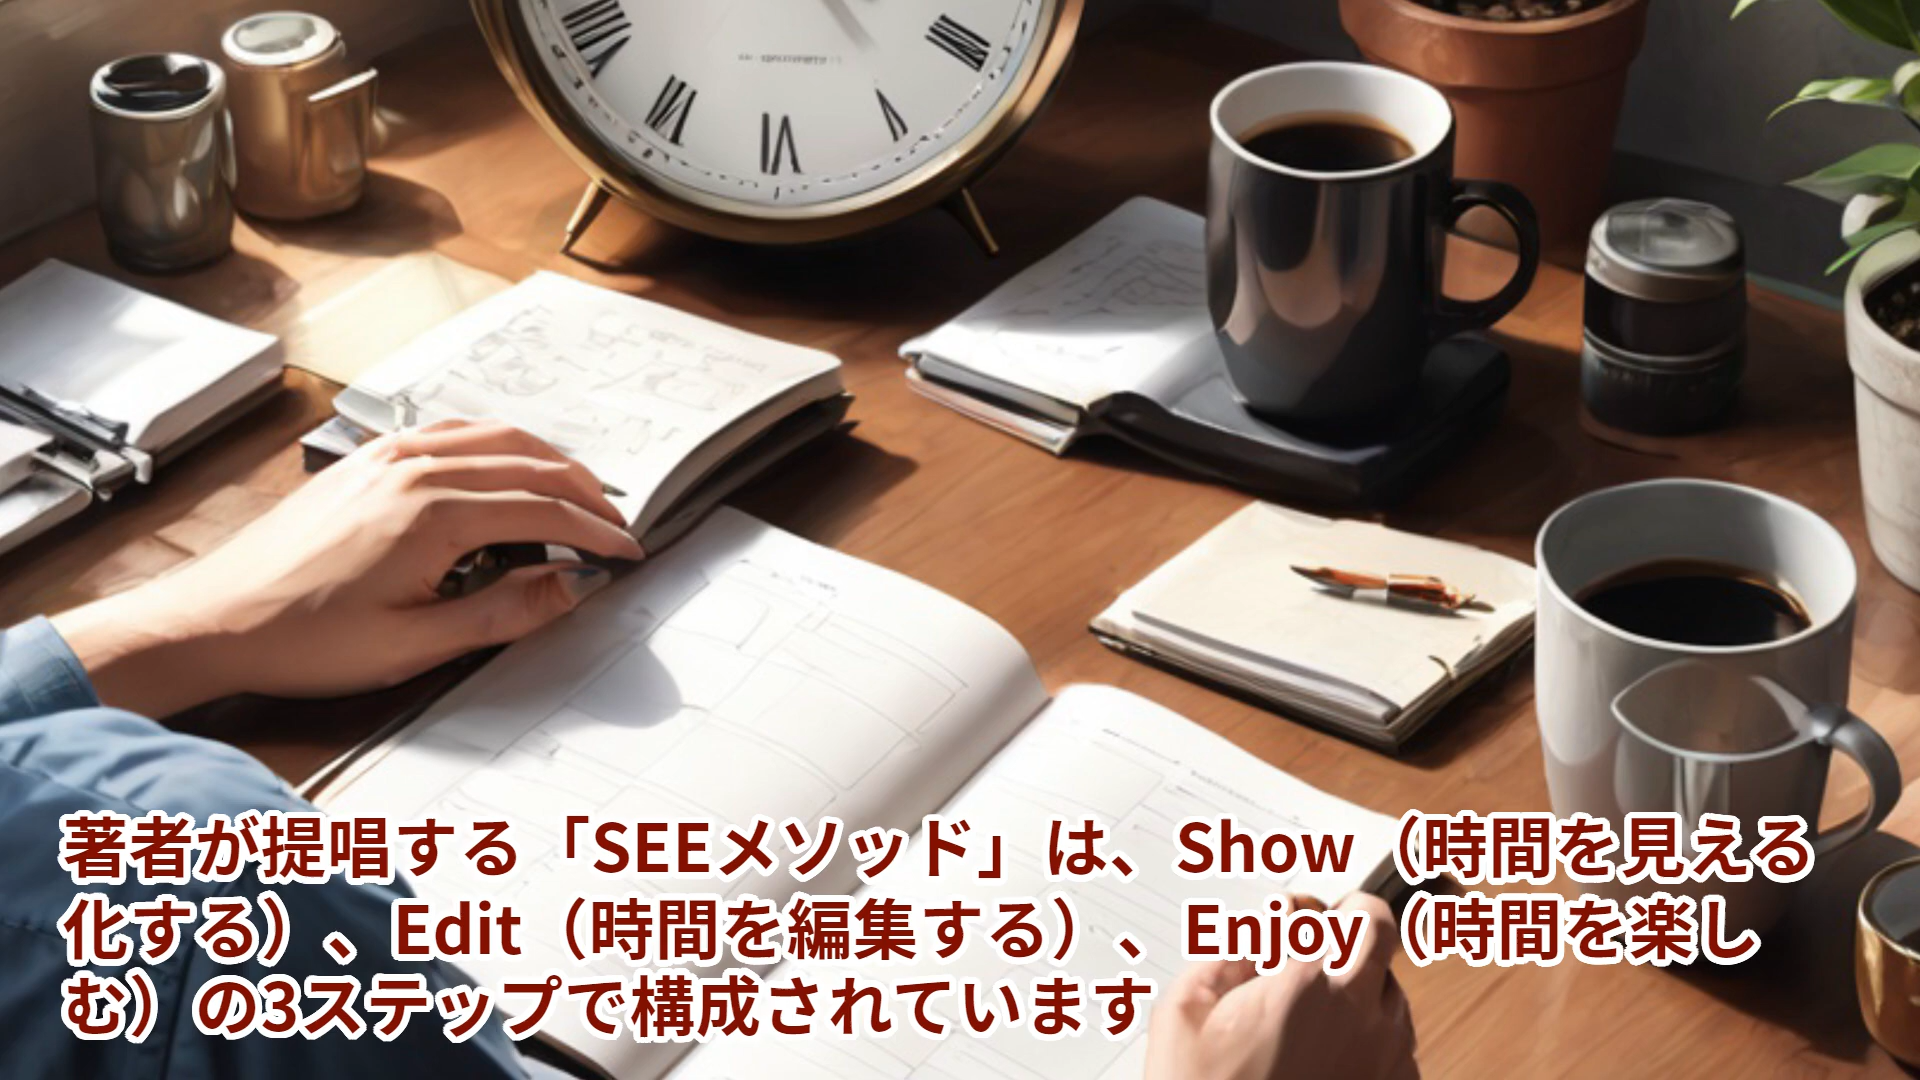 著者が提唱する「SEEメソッド」は、Show（時間を見える
化する）、Edit（時間を編集する）、Enjoy（時間を楽し
む）の3ステップで構成されています